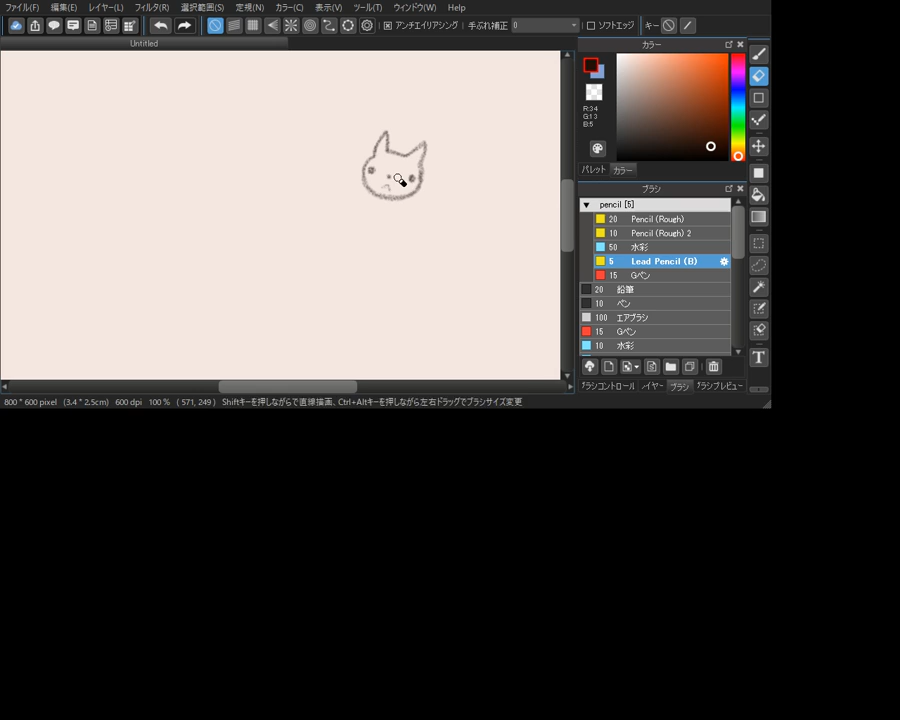 ファイル(F) 編集(E) レイヤー(L) フィルタ(R) 選択範囲(S) 定規(N) カラー(C) 表示(V) ツール(T) ウィンドウ(W) Help
アンチエイリアシング 手ぶれ補正 0 ソフトエッジ キー
Untitled
カラー
R:34
G:13
B:5
パレット カラー
ブラシ
pencil [5]
20 Pencil (Rough)
10 Pencil (Rough) 2
50 水彩
5 Lead Pencil (B)
15 Gペン
20 鉛筆
10 ペン
100 エアブラシ
15 Gペン
10 水彩
T
ブラシコントロール レイヤー ブラシ ブラシプレビュー
800 * 600 pixel (3.4 * 2.5cm) 600 dpi 100 % ( 571, 249 ) Shiftキーを押しながらで直線描画、Ctrl+Altキーを押しながら左右ドラッグでブラシサイズ変更